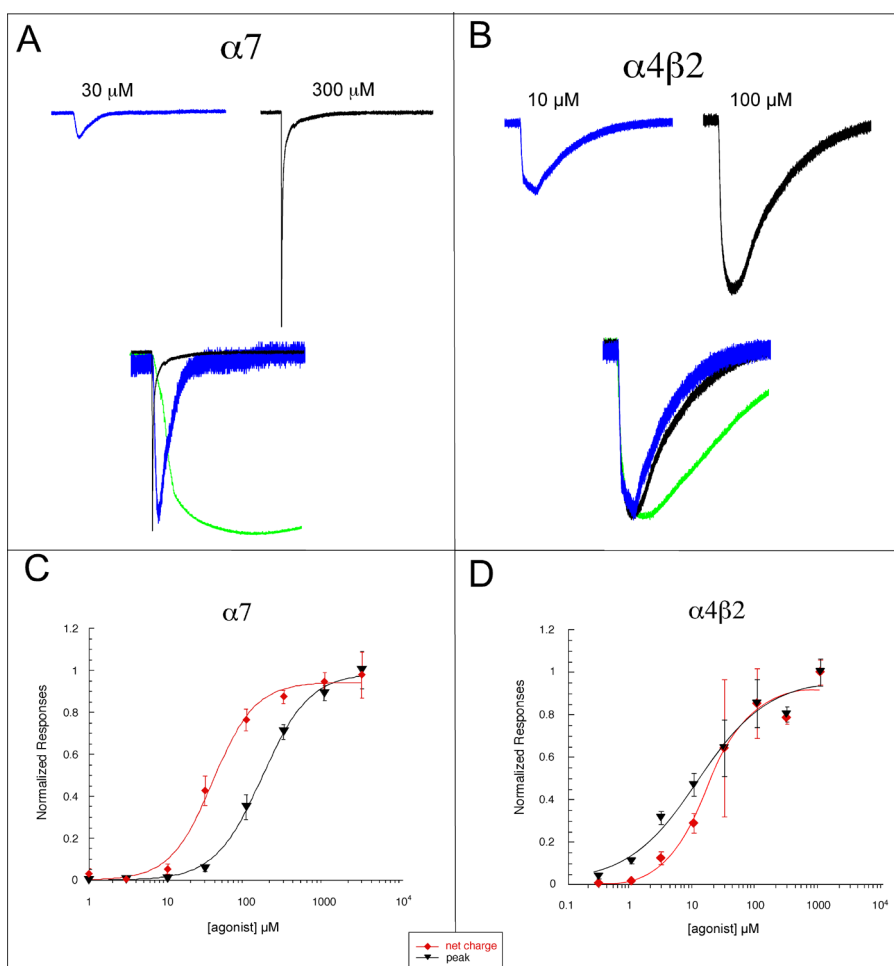 A
α7
30 μM
300 μM
B
α4β2
10 μM
100 μM
C
α7
Normalized Responses
1.2
1
0.8
0.6
0.4
0.2
0
1
10
100
1000
10⁴
[agonist] μM
D
α4β2
Normalized Responses
1.2
1
0.8
0.6
0.4
0.2
0
0.1
1
10
100
1000
10⁴
[agonist] μM
net charge
peak